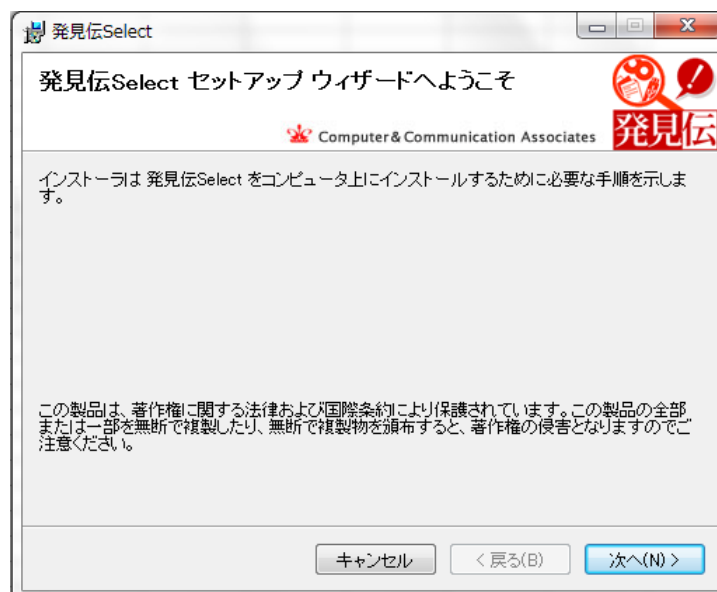 発見伝Select
発見伝Select セットアップ ウィザードへようこそ
Computer&Communication Associates
発見伝
インストーラは 発見伝Select をコンピュータ上にインストールするために必要な手順を示しま
す。
この製品は、著作権に関する法律および国際条約により保護されています。この製品の全部
または一部を無断で複製したり、無断で複製物を頒布すると、著作権の侵害となりますのでご
注意ください。
キャンセル
< 戻る(B)
次へ(N) >